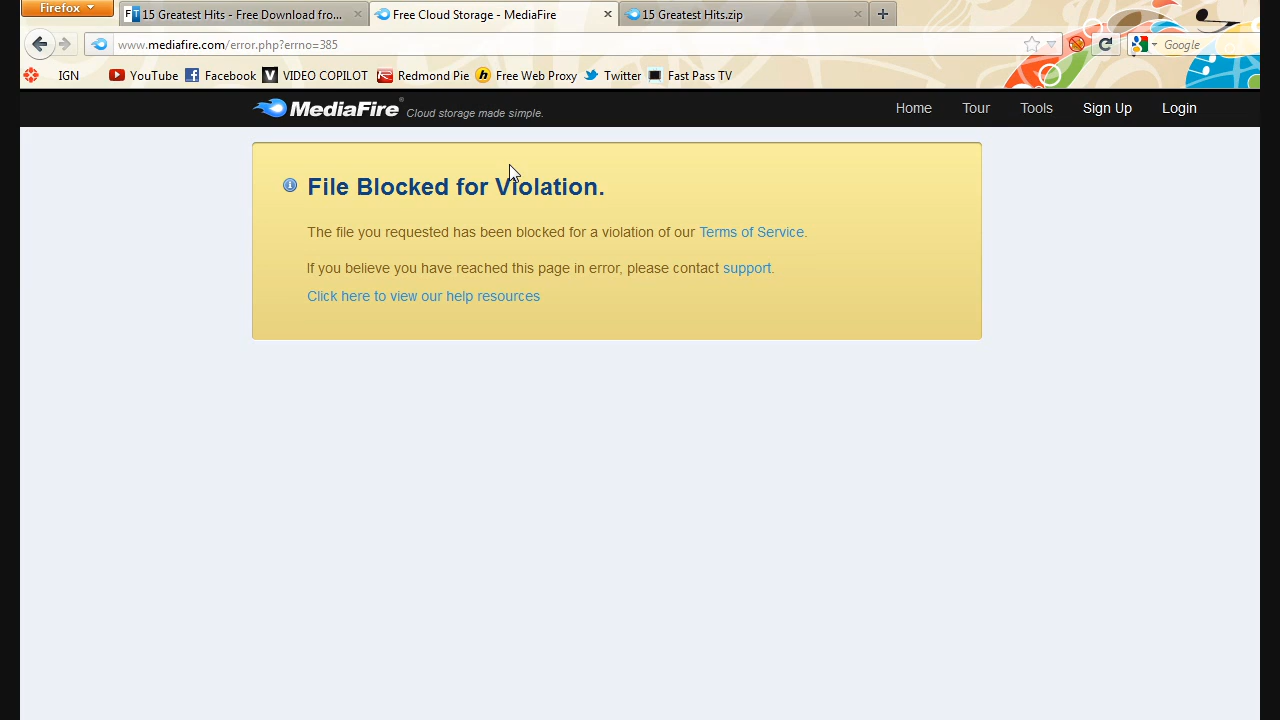 Firefox
15 Greatest Hits - Free Download fro...
Free Cloud Storage - MediaFire
15 Greatest Hits.zip
www.mediafire.com/error.php?errno=385
Google
IGN
YouTube
Facebook
VIDEO COPILOT
Redmond Pie
Free Web Proxy
Twitter
Fast Pass TV
MediaFire® Cloud storage made simple.
Home
Tour
Tools
Sign Up
Login
File Blocked for Violation.
The file you requested has been blocked for a violation of our Terms of Service.
If you believe you have reached this page in error, please contact support.
Click here to view our help resources